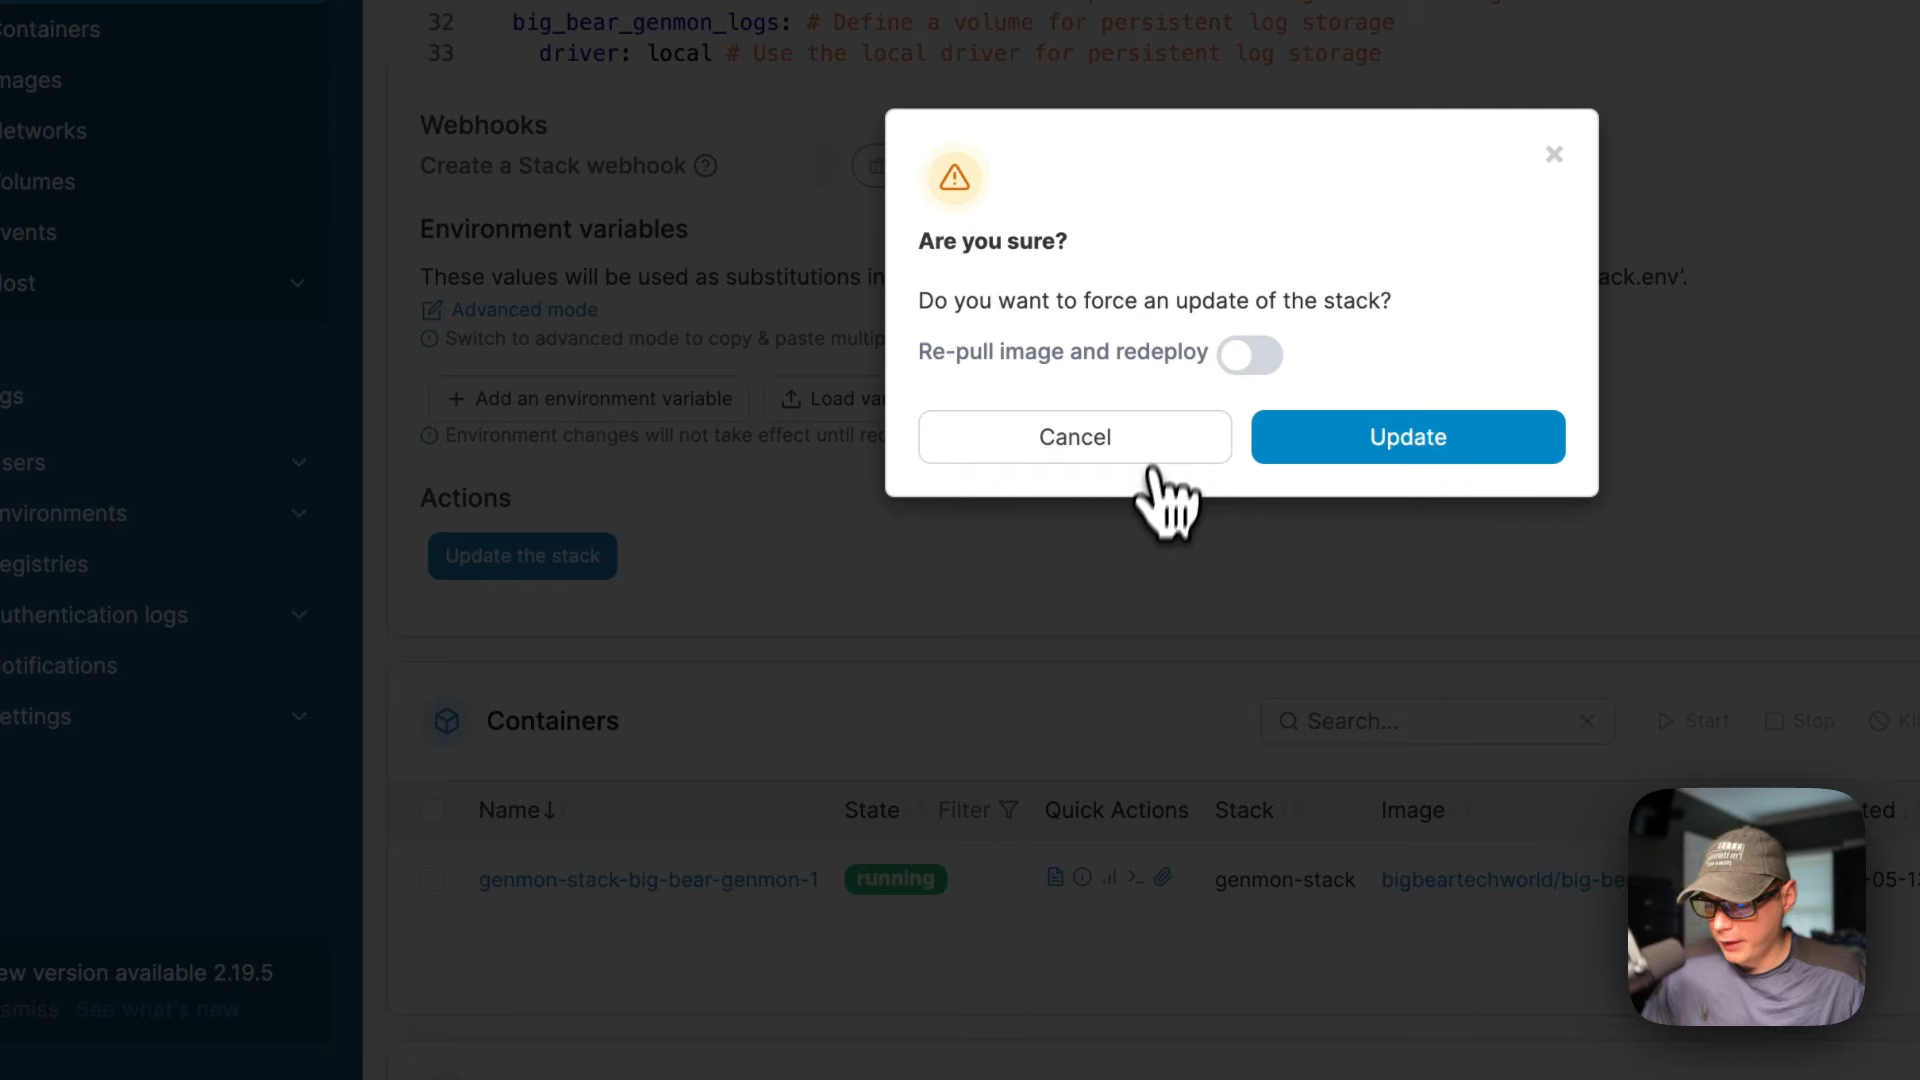 32 big_bear_genmon_logs: # Define a volume for persistent log storage
33 driver: local # Use the local driver for persistent log storage
ontainers
mages
etworks
olumes
vents
ost
gs
sers
nvironments
egistries
uthentication logs
otifications
ettings
ew version available 2.19.5
smiss See what's new
Webhooks
Create a Stack webhook
Environment variables
These values will be used as substitutions in
ack.env'.
Advanced mode
Switch to advanced mode to copy & paste multip
Add an environment variable
Load va
Environment changes will not take effect until re
Actions
Update the stack
Are you sure?
Do you want to force an update of the stack?
Re-pull image and redeploy
Cancel
Update
Containers
Search...
Start
Stop
Ki
Name State Filter Quick Actions Stack Image ted
genmon-stack-big-bear-genmon-1 running genmon-stack bigbeartechworld/big-be -05-1